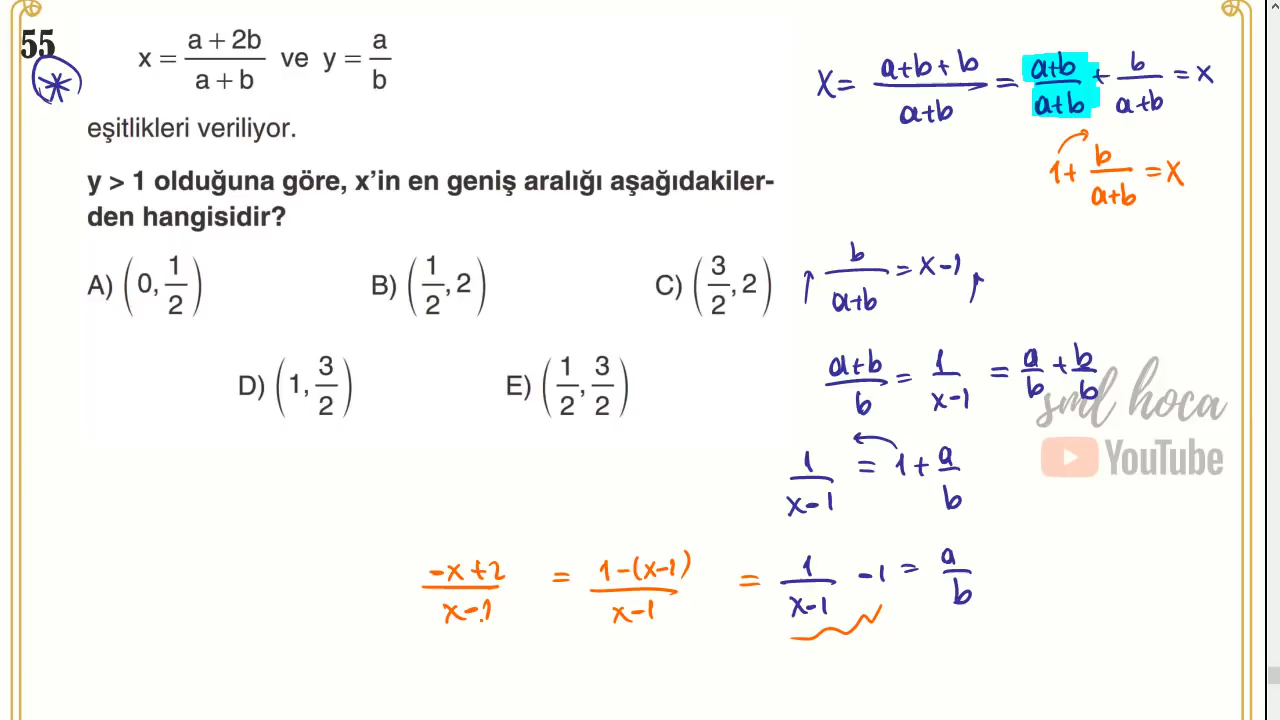 55
x = (a + 2b)/(a + b) ve y = a/b
eşitlikleri veriliyor.
y > 1 olduğuna göre, x'in en geniş aralığı aşağıdakiler-
den hangisidir?
A) (0, 1/2) B) (1/2, 2) C) (3/2, 2)
D) (1, 3/2) E) (1/2, 3/2)
x = (a+b+b)/(a+b) = (a+b)/(a+b) + b/(a+b) = x
1 + b/(a+b) = x
b/(a+b) = x-1
(a+b)/b = 1/(x-1) = a/b + b/b
sml hoca
YouTube
1/(x-1) = 1 + a/b
(-x+2)/(x-1) = (1-(x-1))/(x-1) = 1/(x-1) -1 = a/b